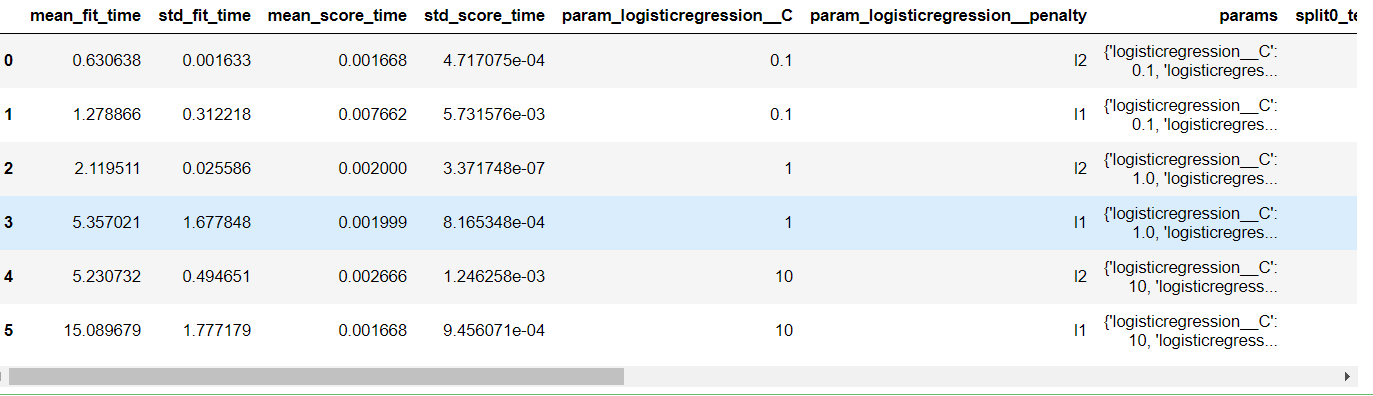 mean_fit_time std_fit_time mean_score_time std_score_time param_logisticregression__C param_logisticregression__penalty params split0_te
0 0.630638 0.001633 0.001668 4.717075e-04 0.1 l2 {'logisticregression__C': 0.1, 'logisticregres...
1 1.278866 0.312218 0.007662 5.731576e-03 0.1 l1 {'logisticregression__C': 0.1, 'logisticregres...
2 2.119511 0.025586 0.002000 3.371748e-07 1 l2 {'logisticregression__C': 1.0, 'logisticregres...
3 5.357021 1.677848 0.001999 8.165348e-04 1 l1 {'logisticregression__C': 1.0, 'logisticregres...
4 5.230732 0.494651 0.002666 1.246258e-03 10 l2 {'logisticregression__C': 10, 'logisticregress...
5 15.089679 1.777179 0.001668 9.456071e-04 10 l1 {'logisticregression__C': 10, 'logisticregress...